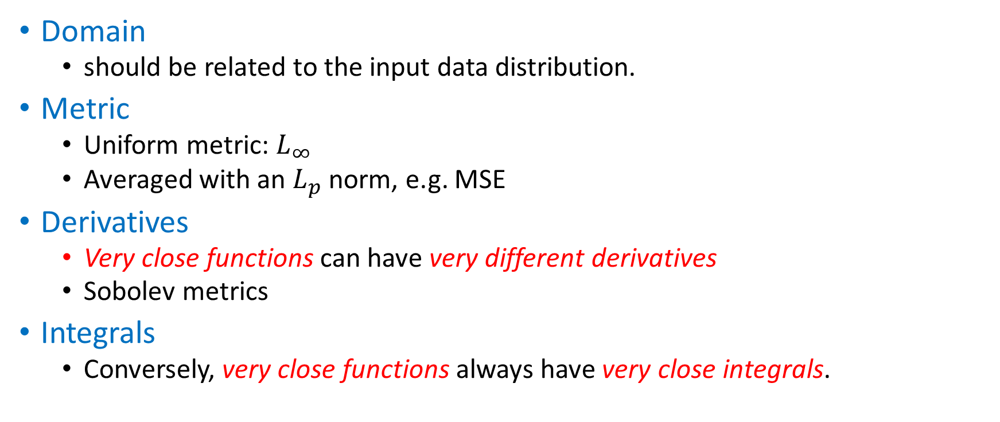 • Domain
• should be related to the input data distribution.
• Metric
• Uniform metric: $L_\infty$
• Averaged with an $L_p$ norm, e.g. MSE
• Derivatives
• Very close functions can have very different derivatives
• Sobolev metrics
• Integrals
• Conversely, very close functions always have very close integrals.